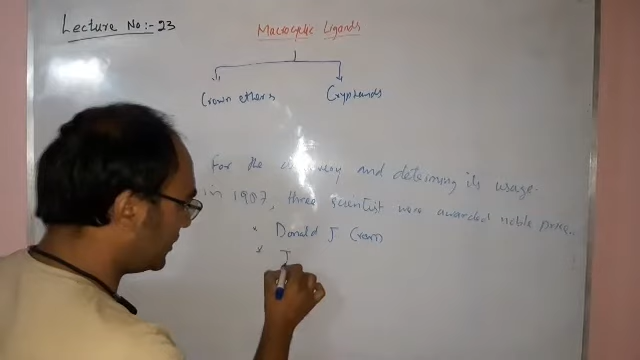 Lecture No:- 23
Macrocyclic Ligands
Crown ethers
Cryptands
For the discovery and determing its usage.
in 1987, three scientist were awarded noble prize.
* Donald J Cram
* J